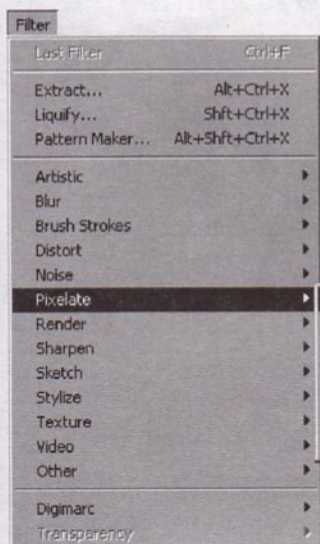 Filter
Last Filter Ctrl+F
Extract... Alt+Ctrl+X
Liquify... Shft+Ctrl+X
Pattern Maker... Alt+Shft+Ctrl+X
Artistic
Blur
Brush Strokes
Distort
Noise
Pixelate
Render
Sharpen
Sketch
Stylize
Texture
Video
Other
Digimarc
Transparency